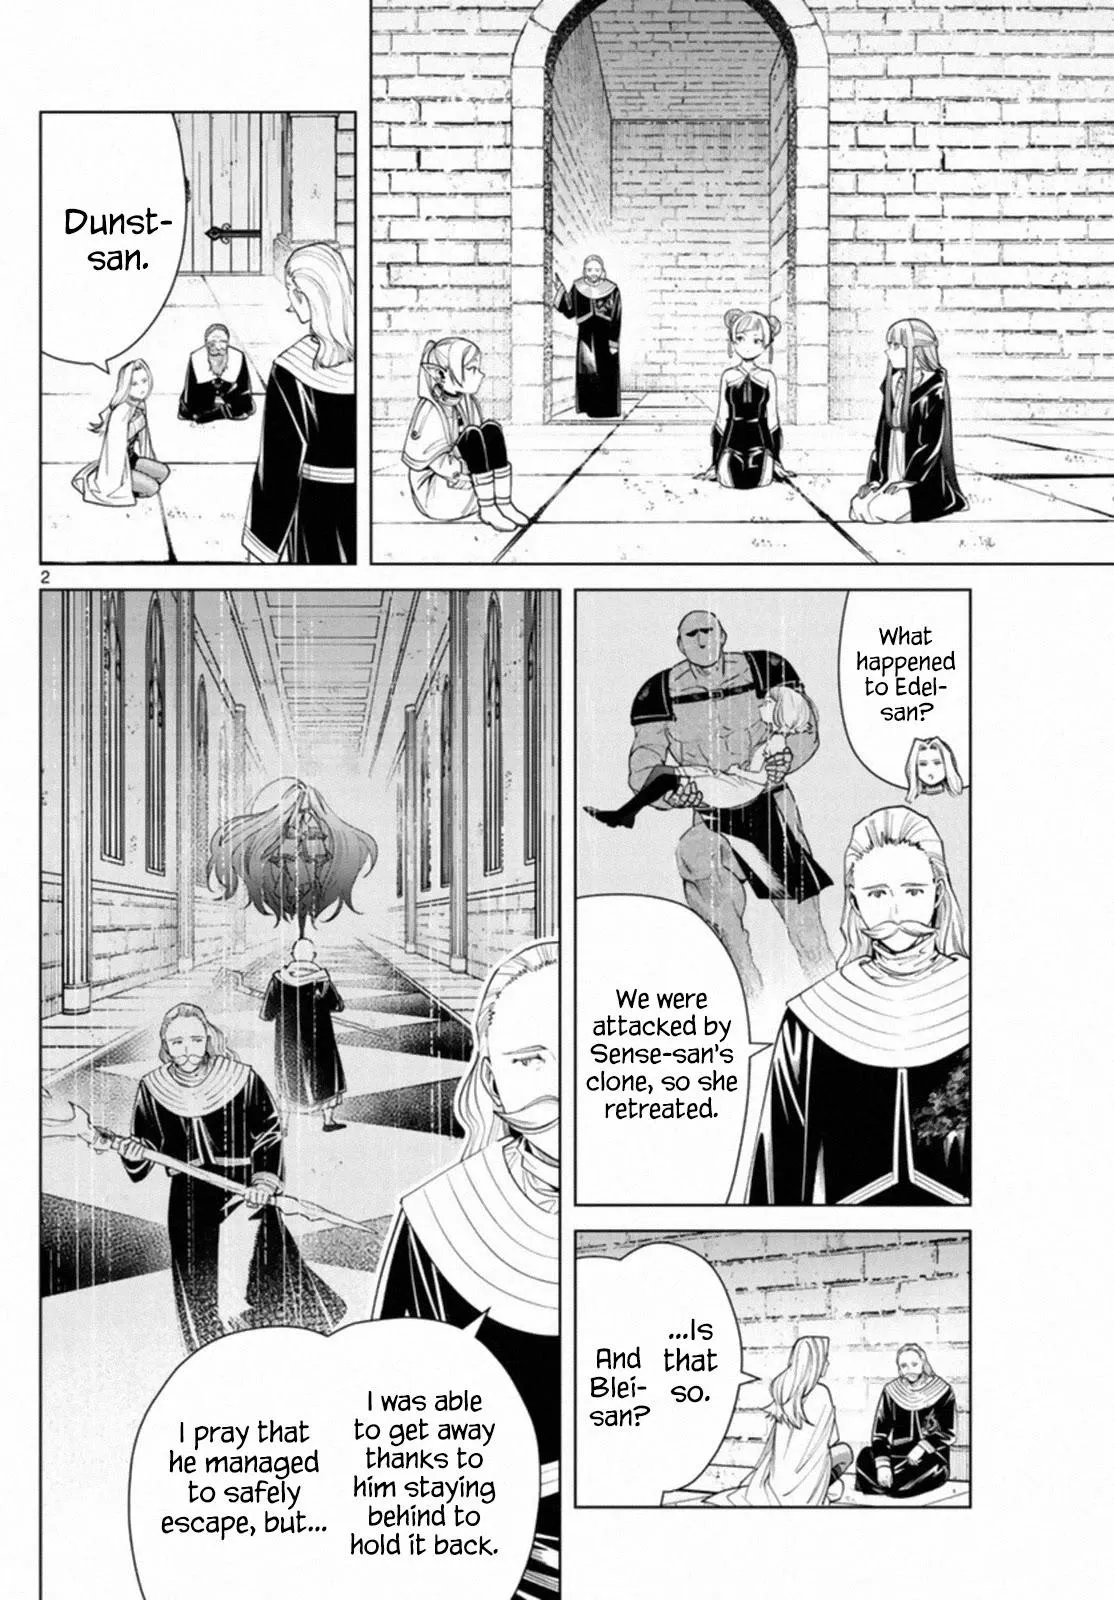 Dunst-
san.
2
What
happened
to Edel-
san?
We were
attacked by
Sense-san's
clone, so she
retreated.
...Is
that
so.
And
Blei-
san?
I was able
to get away
thanks to
him staying
behind to
hold it back.
I pray that
he managed
to safely
escape, but...